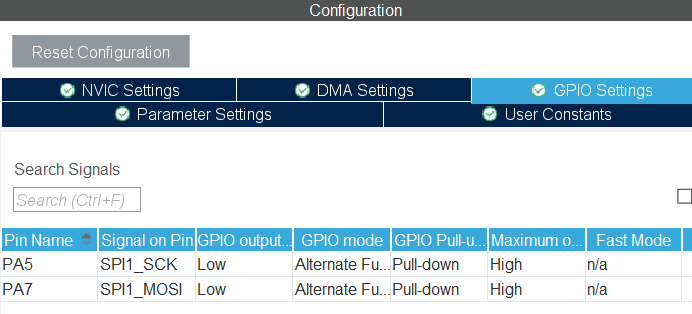 Configuration
Reset Configuration
NVIC Settings DMA Settings GPIO Settings
Parameter Settings User Constants
Search Signals
Search (Ctrl+F)
Pin Name Signal on Pin GPIO output... GPIO mode GPIO Pull-u... Maximum o... Fast Mode
PA5 SPI1_SCK Low Alternate Fu... Pull-down High n/a
PA7 SPI1_MOSI Low Alternate Fu... Pull-down High n/a